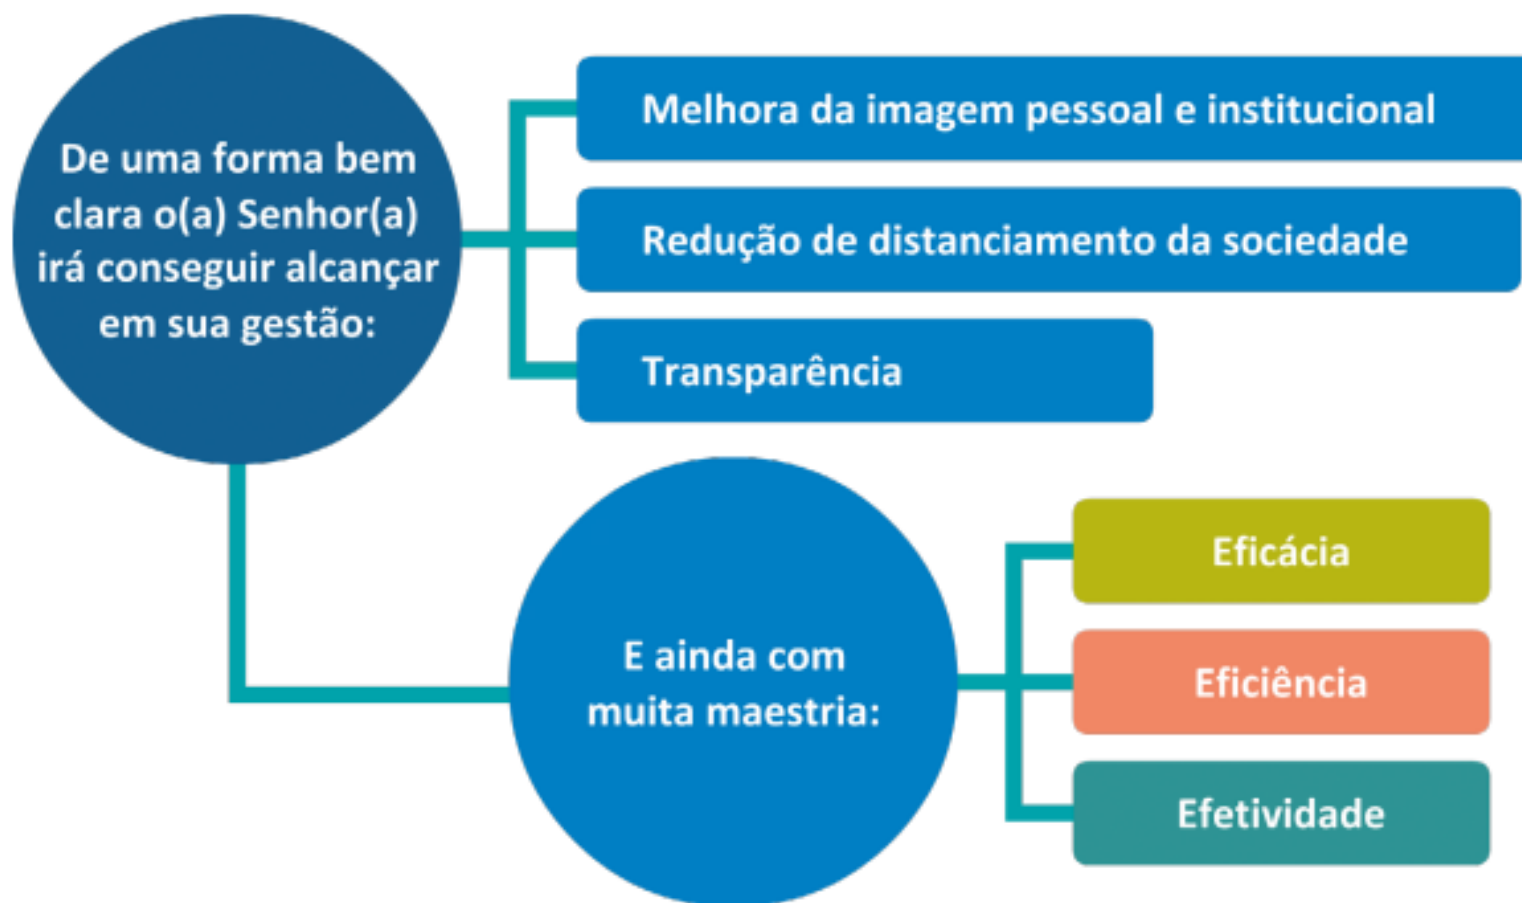 De uma forma bem
clara o(a) Senhor(a)
irá conseguir alcançar
em sua gestão:
Melhora da imagem pessoal e institucional
Redução de distanciamento da sociedade
Transparência
E ainda com
muita maestria:
Eficácia
Eficiência
Efetividade